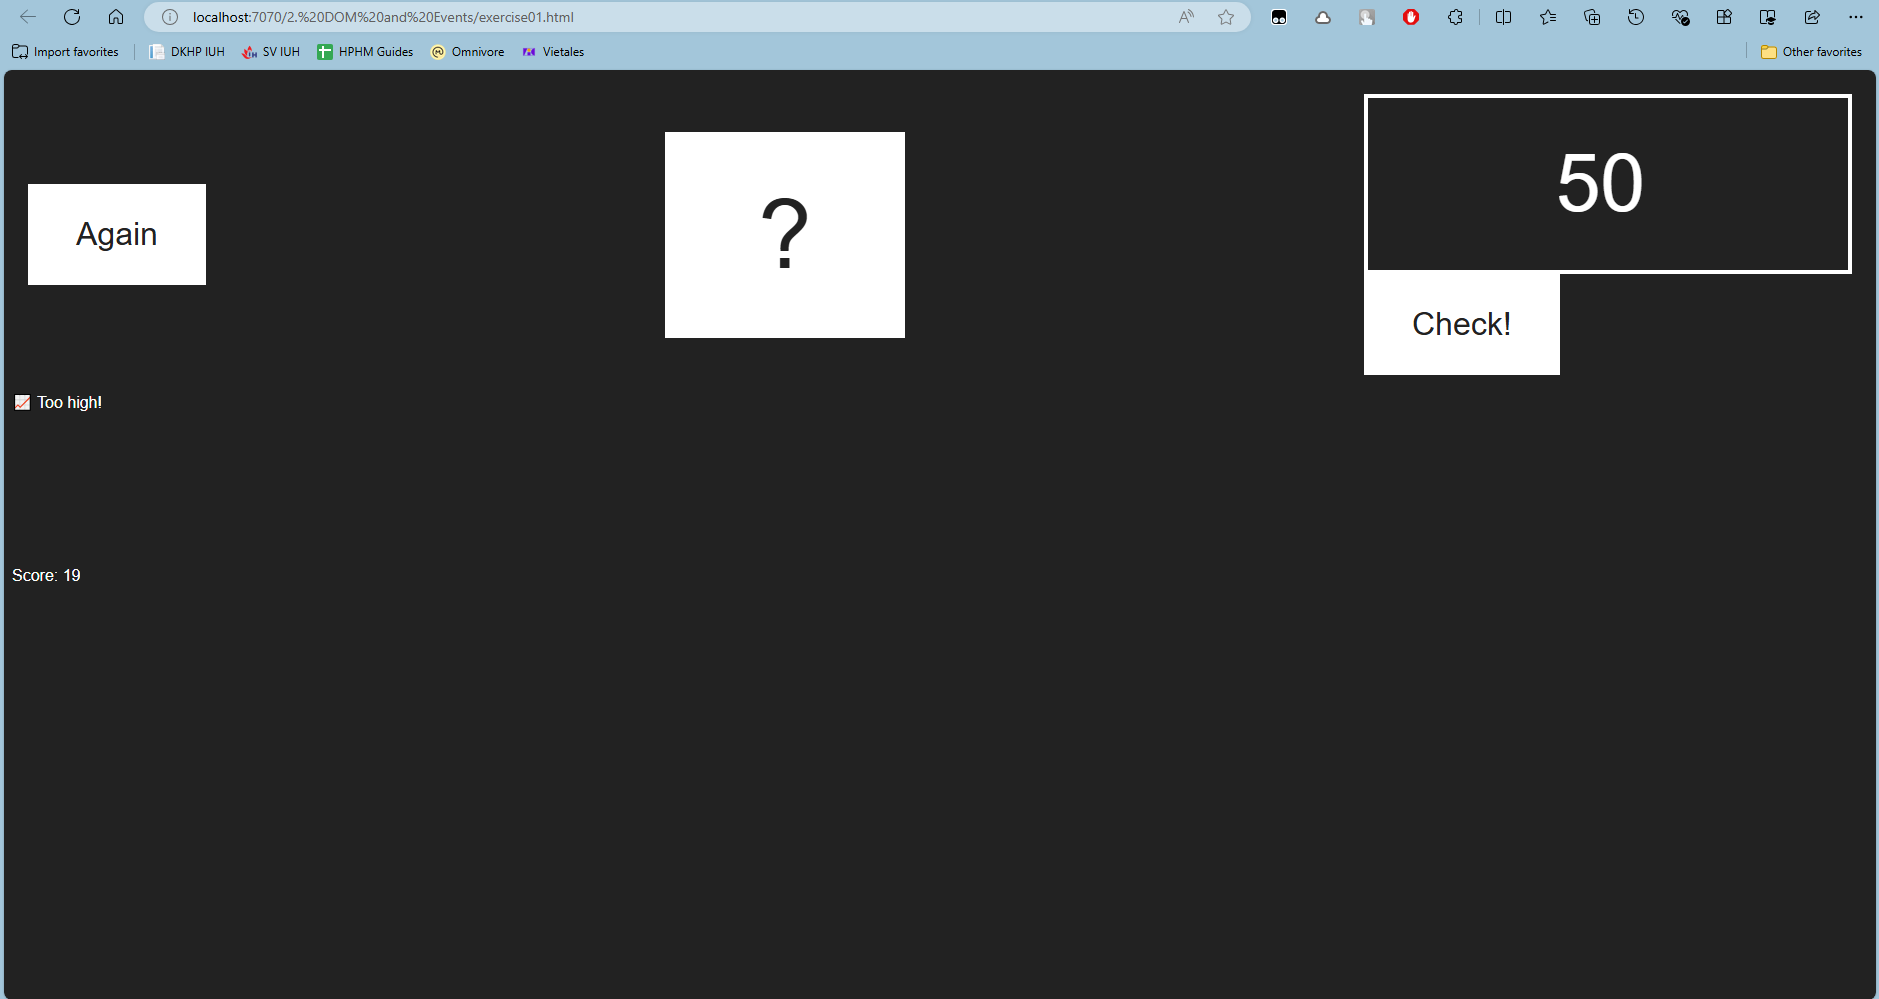 localhost:7070/2.%20DOM%20and%20Events/exercise01.html
Import favorites
DKHP IUH
SV IUH
HPHM Guides
Omnivore
Vietales
Other favorites
Again
?
50
Check!
📈 Too high!
Score: 19